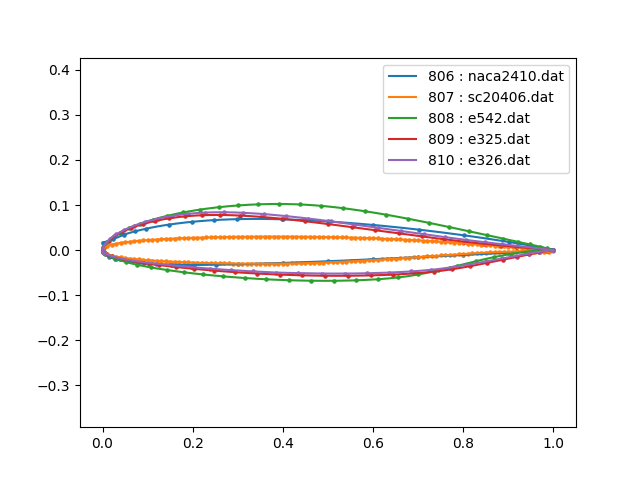 806 : naca2410.dat
807 : sc20406.dat
808 : e542.dat
809 : e325.dat
810 : e326.dat
0.4
0.3
0.2
0.1
0.0
−0.1
−0.2
−0.3
0.0 0.2 0.4 0.6 0.8 1.0